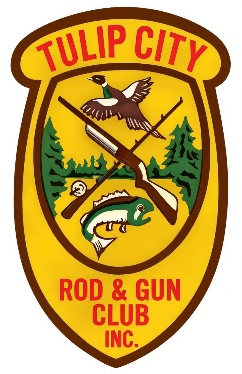 TULIP CITY
ROD & GUN
CLUB
INC.